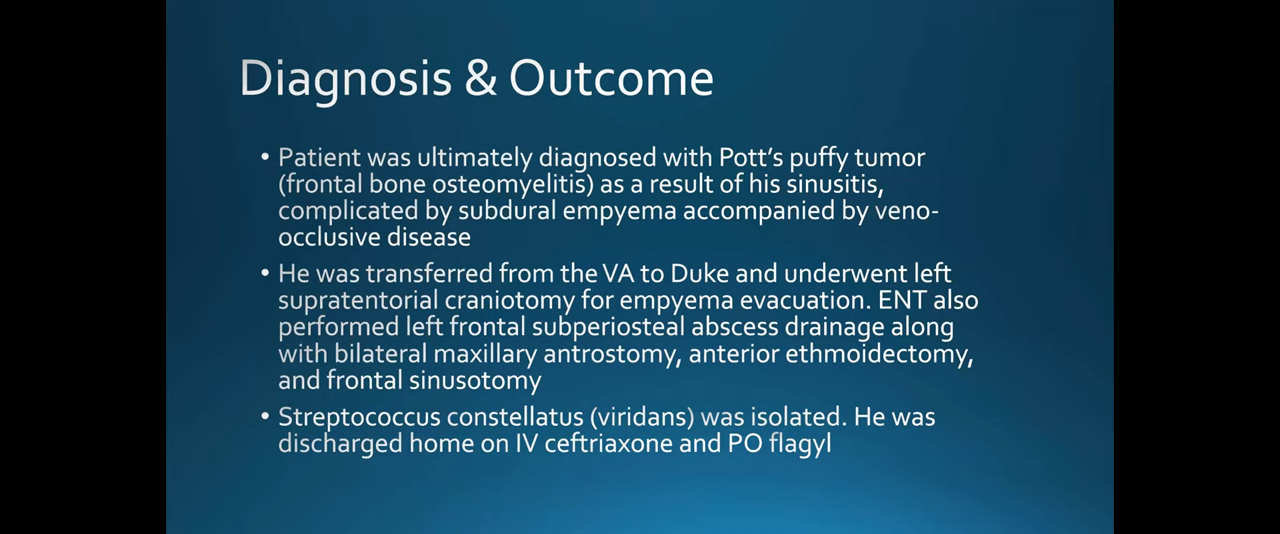 Diagnosis & Outcome
• Patient was ultimately diagnosed with Pott's puffy tumor
(frontal bone osteomyelitis) as a result of his sinusitis,
complicated by subdural empyema accompanied by veno-
occlusive disease
• He was transferred from the VA to Duke and underwent left
supratentorial craniotomy for empyema evacuation. ENT also
performed left frontal subperiosteal abscess drainage along
with bilateral maxillary antrostomy, anterior ethmoidectomy,
and frontal sinusotomy
• Streptococcus constellatus (viridans) was isolated. He was
discharged home on IV ceftriaxone and PO flagyl